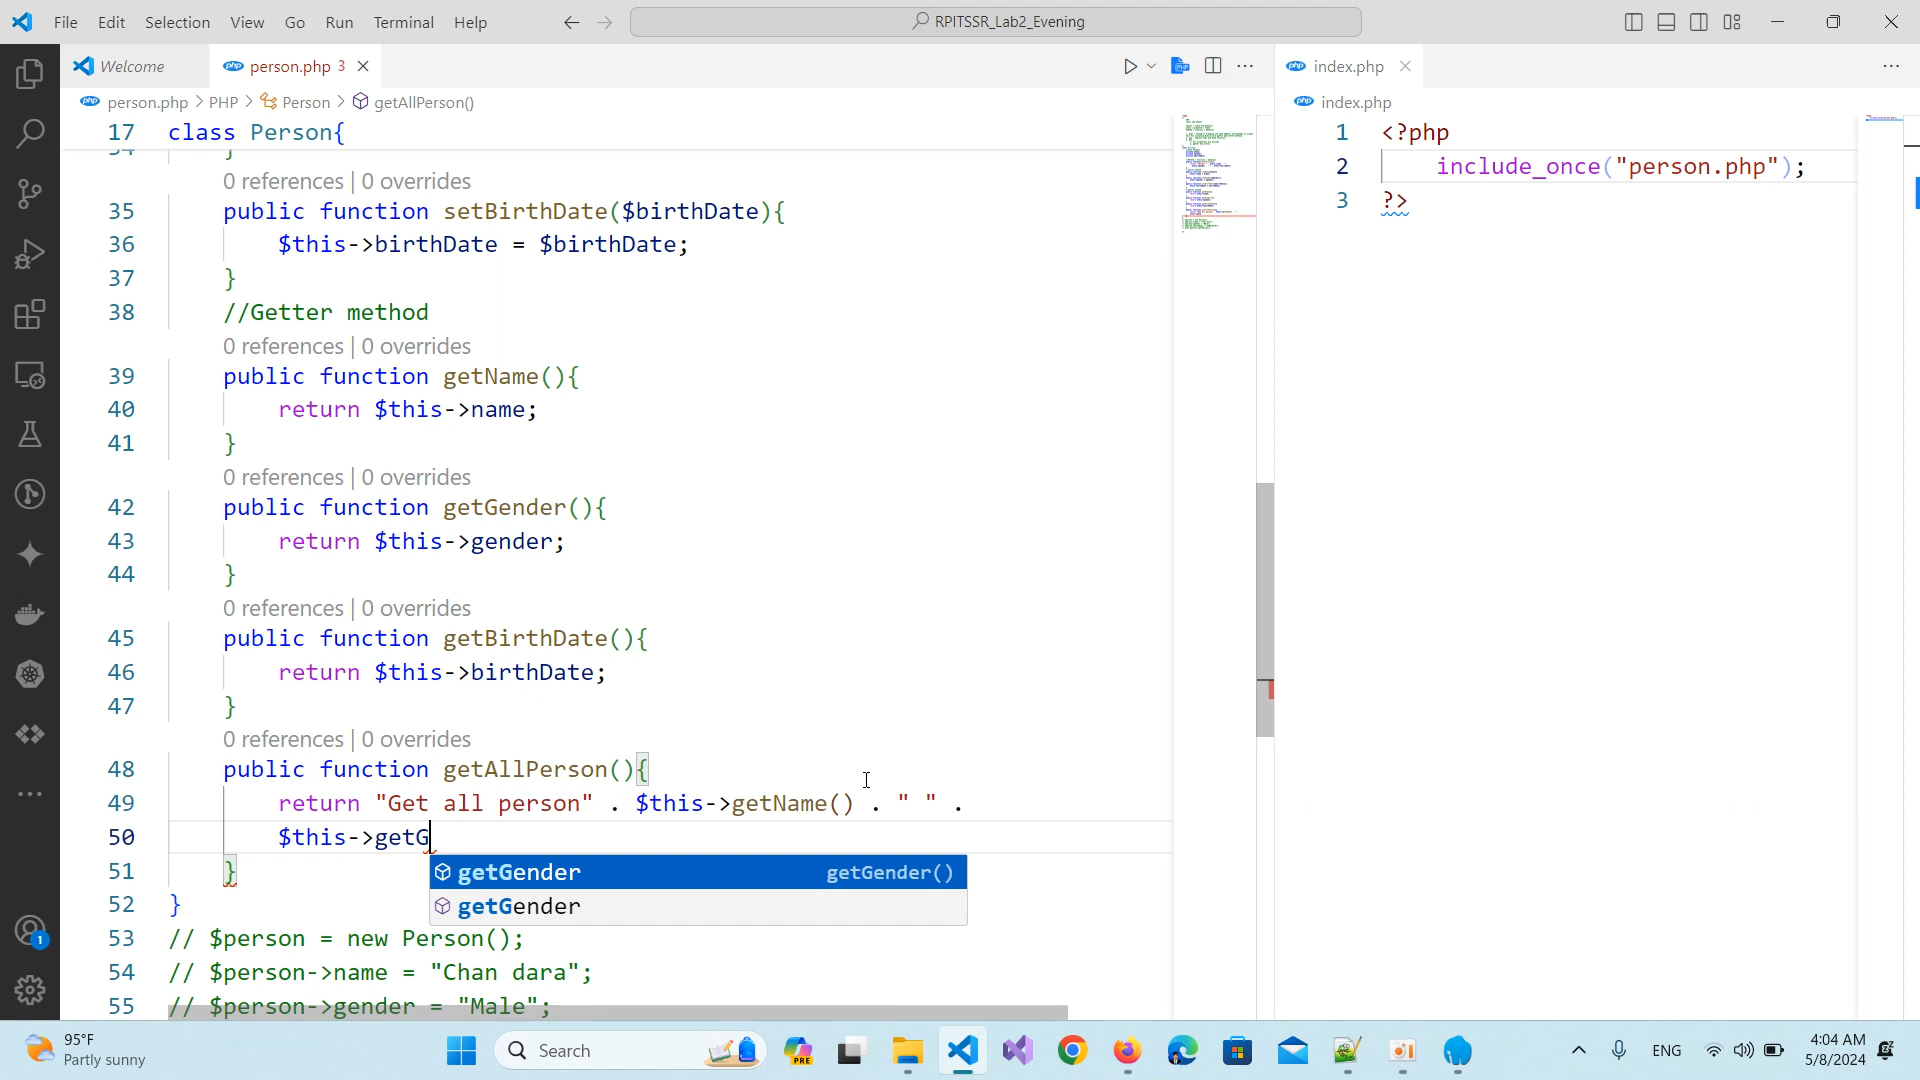 File Edit Selection View Go Run Terminal Help RPITSSR_Lab2_Evening
Welcome person.php 3 index.php
person.php > PHP > Person > getAllPerson() index.php
17 class Person{
34 }
0 references | 0 overrides
35 public function setBirthDate($birthDate){
36 $this->birthDate = $birthDate;
37 }
38 //Getter method
0 references | 0 overrides
39 public function getName(){
40 return $this->name;
41 }
0 references | 0 overrides
42 public function getGender(){
43 return $this->gender;
44 }
0 references | 0 overrides
45 public function getBirthDate(){
46 return $this->birthDate;
47 }
0 references | 0 overrides
48 public function getAllPerson(){
49 return "Get all person" . $this->getName() . " " .
50 $this->getG
51 }
getGender getGender()
getGender
52 }
53 // $person = new Person();
54 // $person->name = "Chan dara";
55 // $person->gender = "Male";
1 <?php
2 include_once("person.php");
3 ?>
1
95°F
Partly sunny
Search
PRE
ENG
4:04 AM
5/8/2024